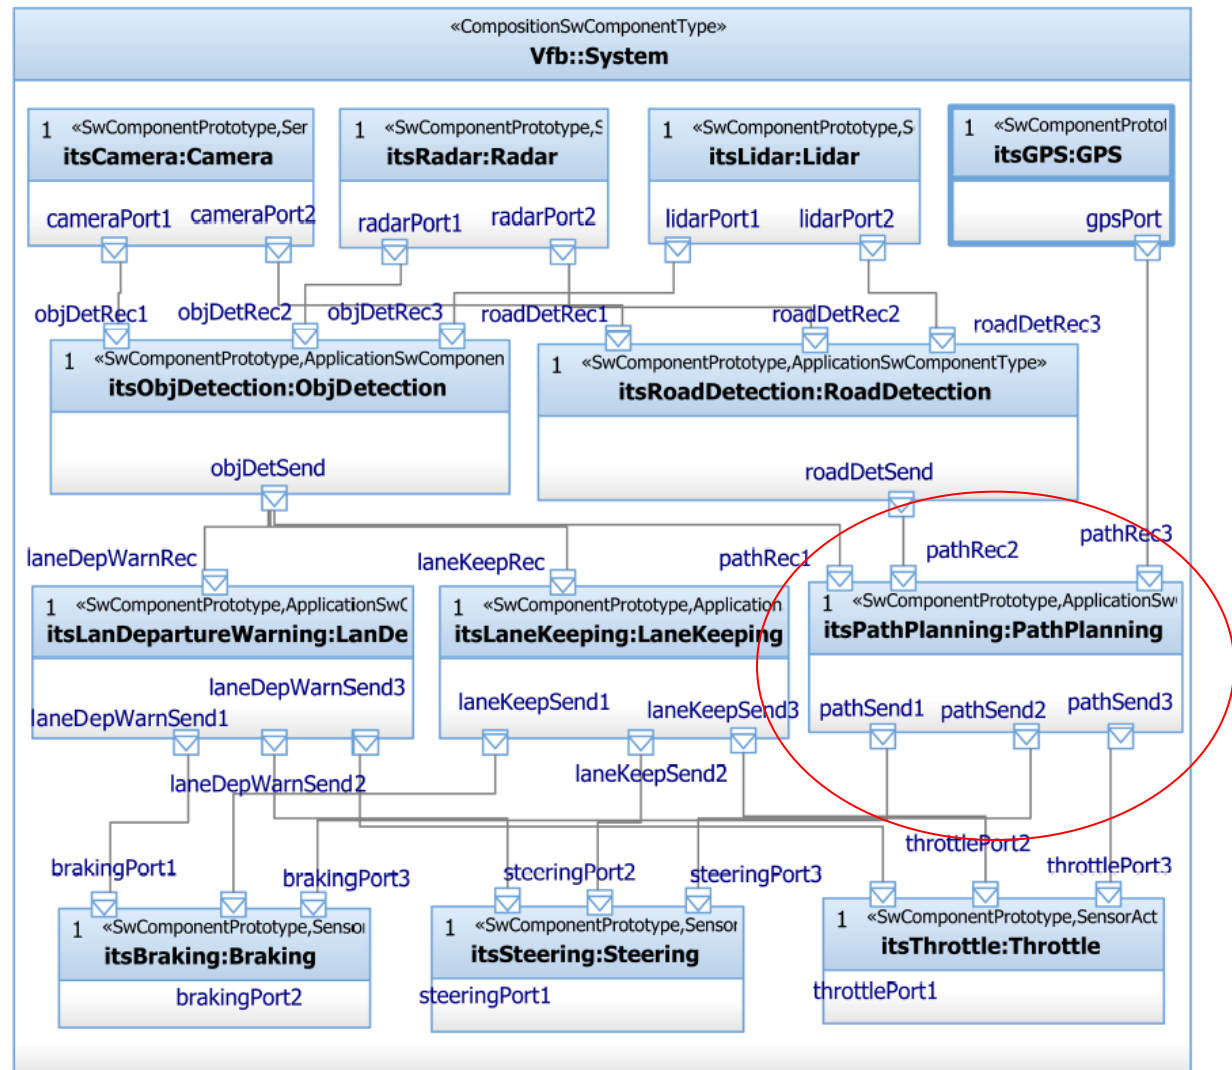 «CompositionSwComponentType»
Vfb::System
1 «SwComponentPrototype,Ser
itsCamera:Camera
cameraPort1 cameraPort2
1 «SwComponentPrototype,S
itsRadar:Radar
radarPort1 radarPort2
1 «SwComponentPrototype,S
itsLidar:Lidar
lidarPort1 lidarPort2
1 «SwComponentProtot
itsGPS:GPS
gpsPort
objDetRec1 objDetRec2 objDetRec3 roadDetRec1 roadDetRec2 roadDetRec3
1 «SwComponentPrototype,ApplicationSwComponen
itsObjDetection:ObjDetection
objDetSend
1 «SwComponentPrototype,ApplicationSwComponentType»
itsRoadDetection:RoadDetection
roadDetSend
laneDepWarnRec laneKeepRec pathRec1 pathRec2 pathRec3
1 «SwComponentPrototype,ApplicationSwC
itsLanDepartureWarning:LanDe
laneDepWarnSend3
laneDepWarnSend1
laneDepWarnSend2
1 «SwComponentPrototype,Application
itsLaneKeeping:LaneKeeping
laneKeepSend1 laneKeepSend3
laneKeepSend2
1 «SwComponentPrototype,ApplicationSw
itsPathPlanning:PathPlanning
pathSend1 pathSend2 pathSend3
brakingPort1 brakingPort3 steeringPort2 steeringPort3 throttlePort2 throttlePort3
1 «SwComponentPrototype,Sensor
itsBraking:Braking
brakingPort2
1 «SwComponentPrototype,Sensor
itsSteering:Steering
steeringPort1
1 «SwComponentPrototype,SensorAct
itsThrottle:Throttle
throttlePort1